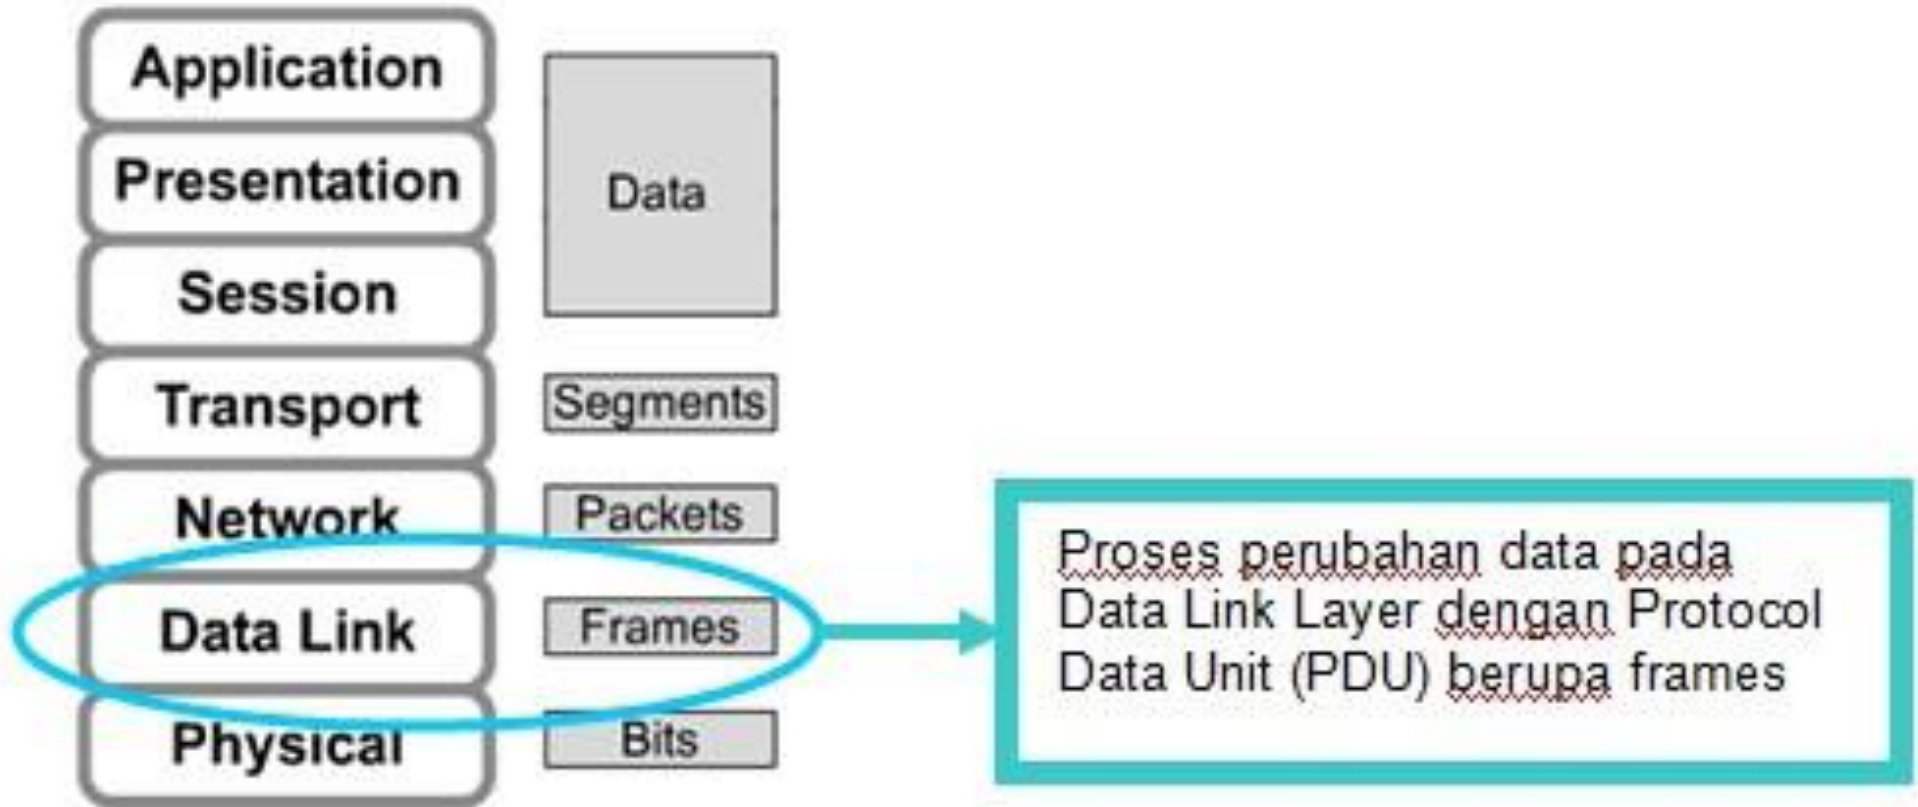 Application
Presentation
Session
Transport
Network
Data Link
Physical
Data
Segments
Packets
Frames
Bits
Proses perubahan data pada
Data Link Layer dengan Protocol
Data Unit (PDU) berupa frames